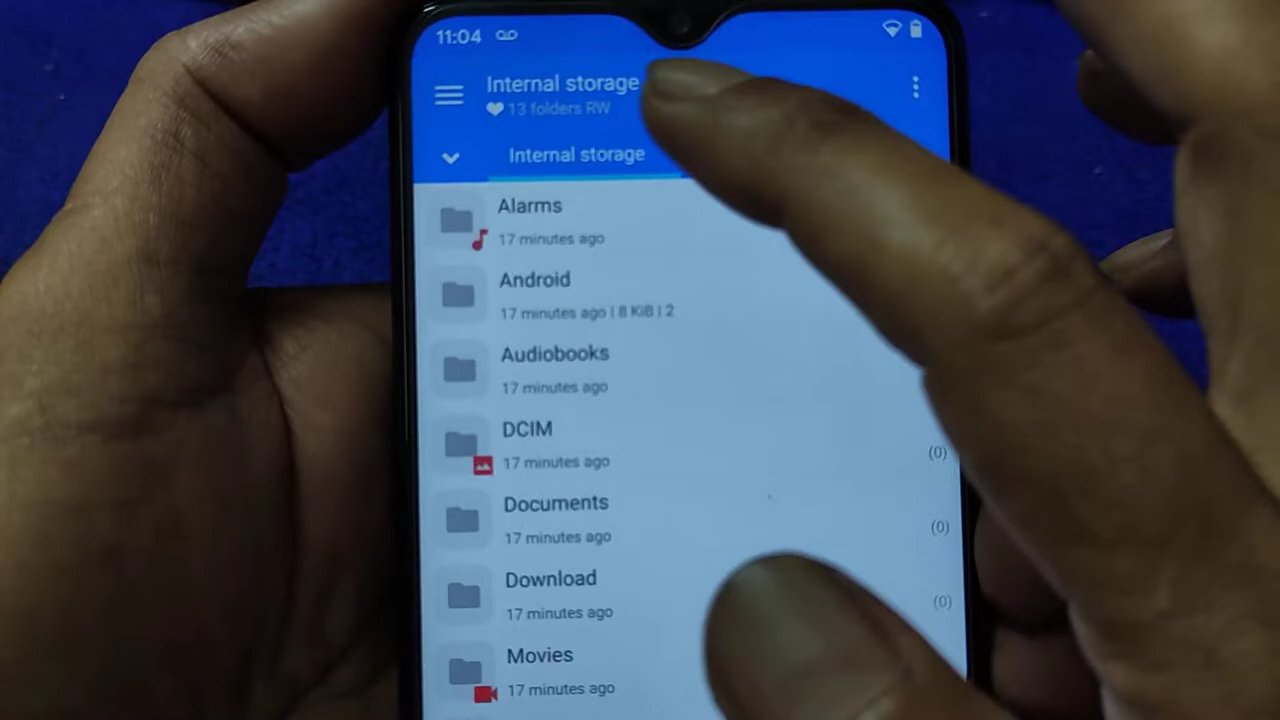 11:04
Internal storage
13 folders RW
Internal storage
Alarms
17 minutes ago
Android
17 minutes ago | 8 KiB | 2
Audiobooks
17 minutes ago
DCIM
17 minutes ago
(0)
Documents
17 minutes ago
(0)
Download
17 minutes ago
(0)
Movies
17 minutes ago